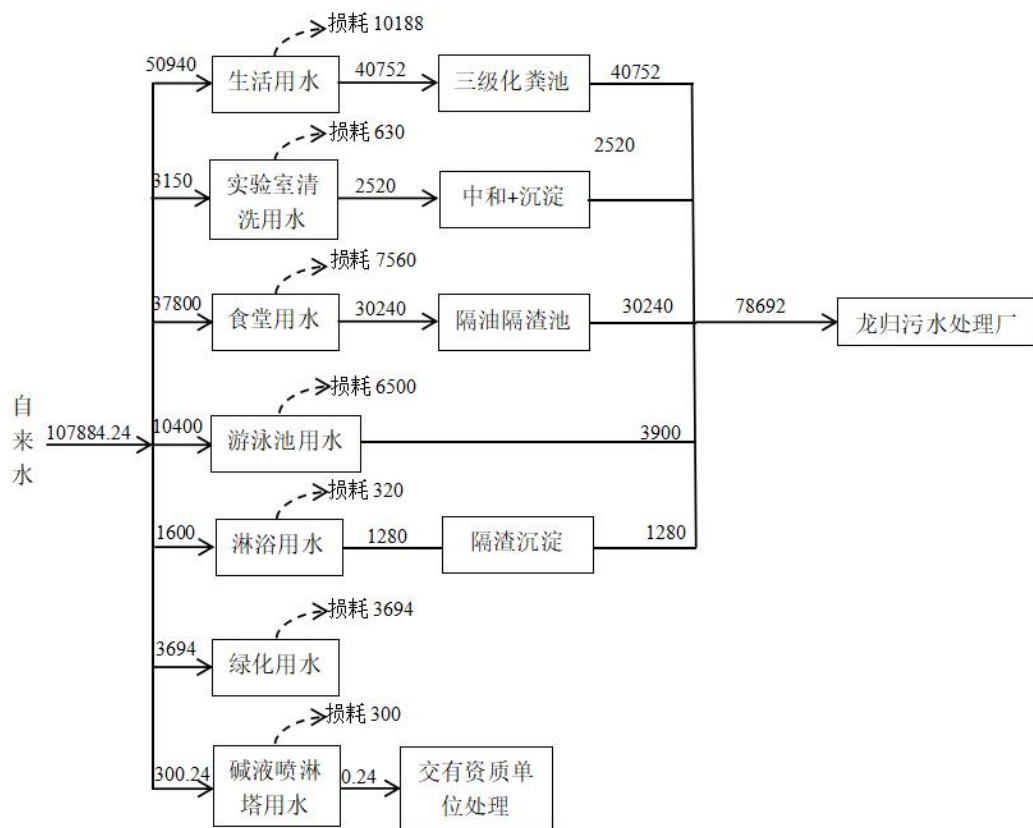 损耗 10188
50940
生活用水
40752
三级化粪池
40752
损耗 630
3150
实验室清
洗用水
2520
中和+沉淀
2520
损耗 7560
37800
食堂用水
30240
隔油隔渣池
30240
78692
龙归污水处理厂
损耗 6500
自
来
水
107884.24
10400
游泳池用水
3900
损耗 320
1600
淋浴用水
1280
隔渣沉淀
1280
损耗 3694
3694
绿化用水
损耗 300
300.24
碱液喷淋
塔用水
0.24
交有资质单
位处理